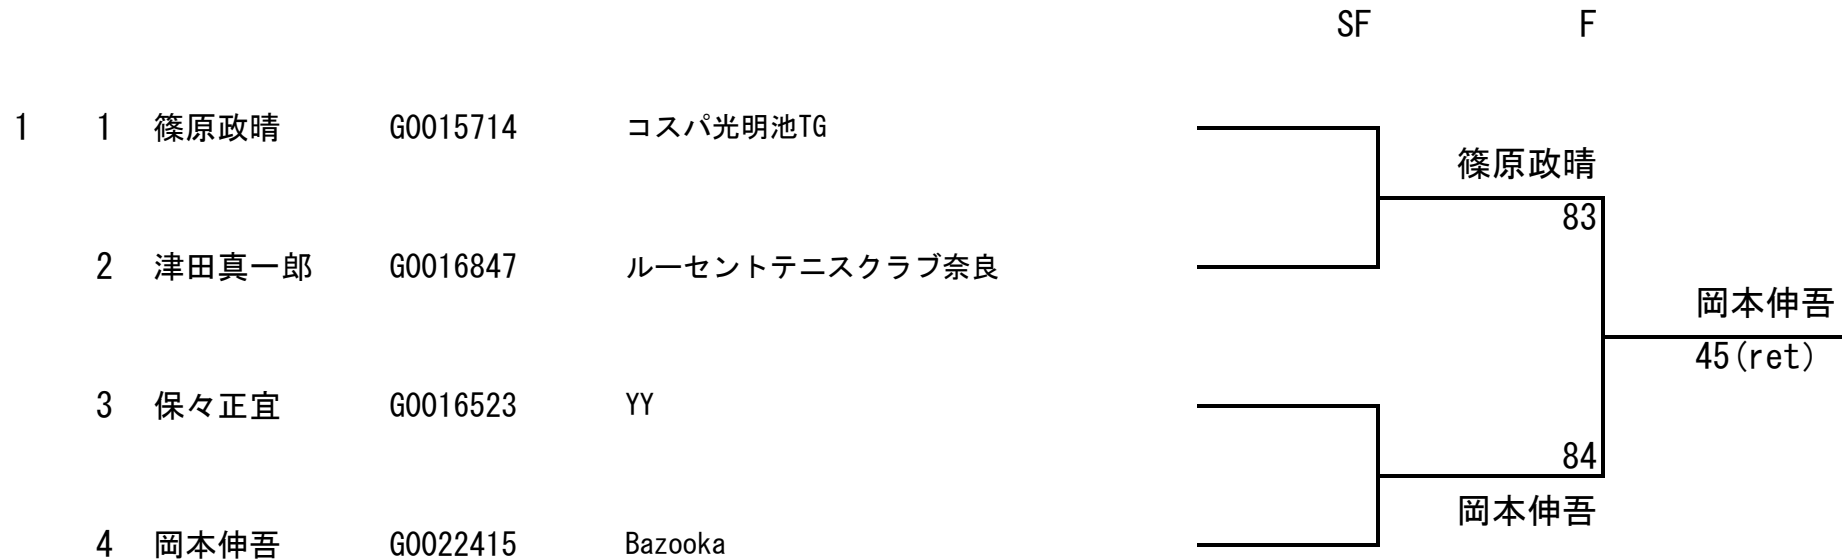 SF F
1 1 篠原政晴 G0015714 コスパ光明池TG
篠原政晴
83
2 津田真一郎 G0016847 ルーセントテニスクラブ奈良
岡本伸吾
45(ret)
3 保々正宜 G0016523 YY
84
岡本伸吾
4 岡本伸吾 G0022415 Bazooka